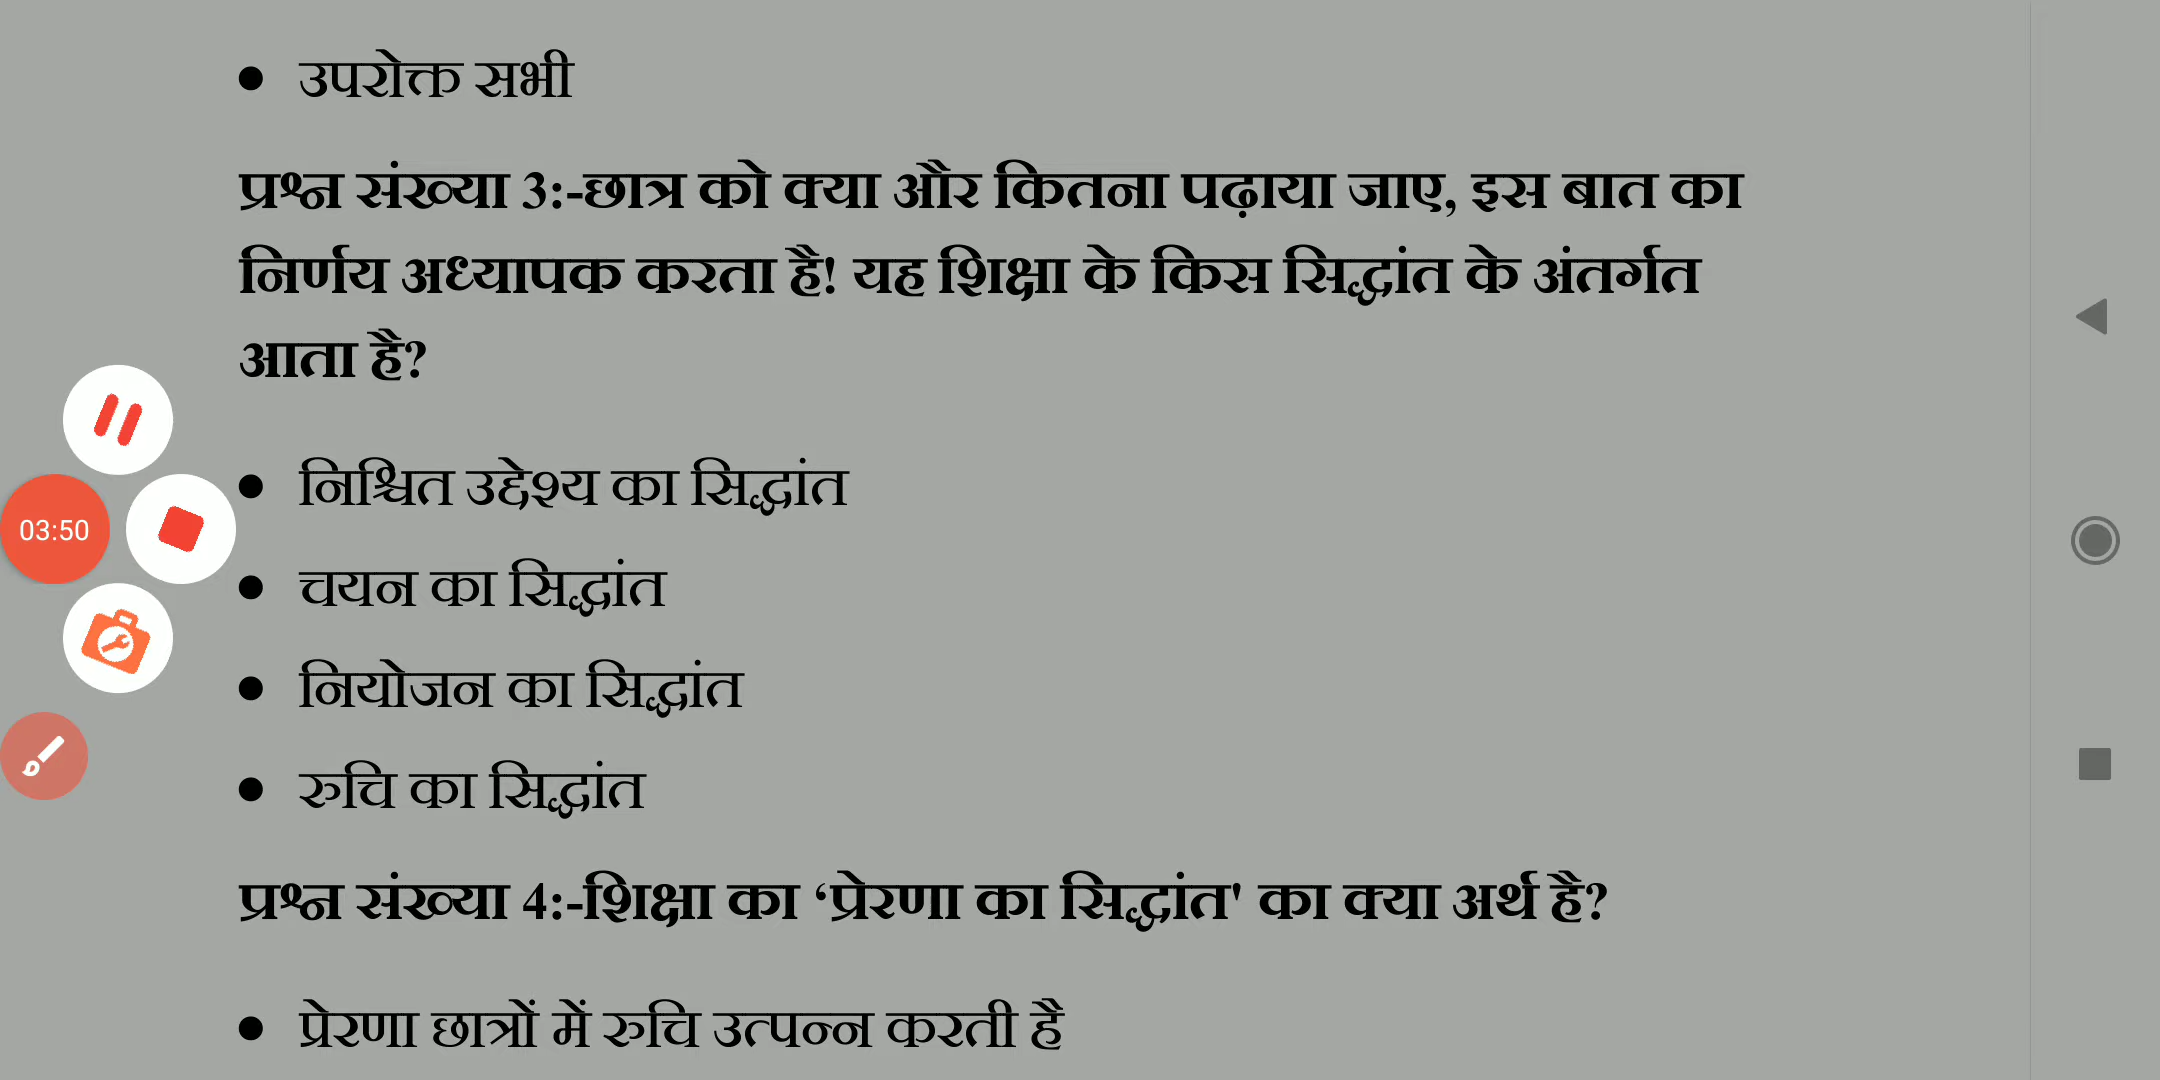 उपरोक्त सभी
प्रश्न संख्या 3:-छात्र को क्या और कितना पढ़ाया जाए, इस बात का
निर्णय अध्यापक करता है! यह शिक्षा के किस सिद्धांत के अंतर्गत
आता है?
निश्चित उद्देश्य का सिद्धांत
03:50
चयन का सिद्धांत
नियोजन का सिद्धांत
रुचि का सिद्धांत
प्रश्न संख्या 4:-शिक्षा का ‘प्रेरणा का सिद्धांत' का क्या अर्थ है?
प्रेरणा छात्रों में रुचि उत्पन्न करती है